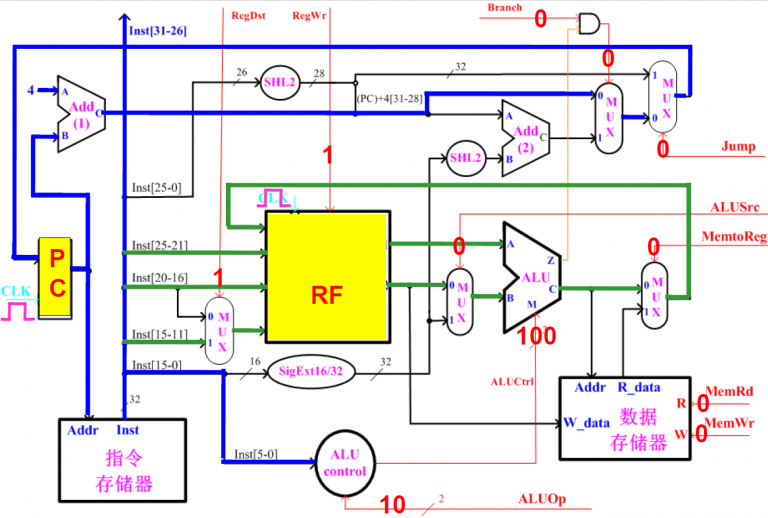 Branch
0
RegDst
RegWr
Inst[31-26]
0
26
SHL2
28
32
1
M
U
X
0
4
A
Add
(1)
C
B
(PC)+4[31-28]
0
M
U
X
1
A
Add
(2)
C
B
SHL2
Jump
0
1
Inst[25-0]
CLK
ALUSrc
MemtoReg
Inst[25-21]
Inst[20-16]
Inst[15-11]
Inst[15-0]
P
C
CLK
1
0
M
U
X
1
RF
0
0
M
U
X
1
A
Z
ALU
C
B
M
100
3
0
0
M
U
X
1
16
SigExt16/32
32
ALUCtrl
32
Addr Inst
指令
存储器
Inst[5-0]
ALU
control
10
2
ALUOp
Addr R_data
W_data
数据
存储器
R
0
MemRd
W
0
MemWr